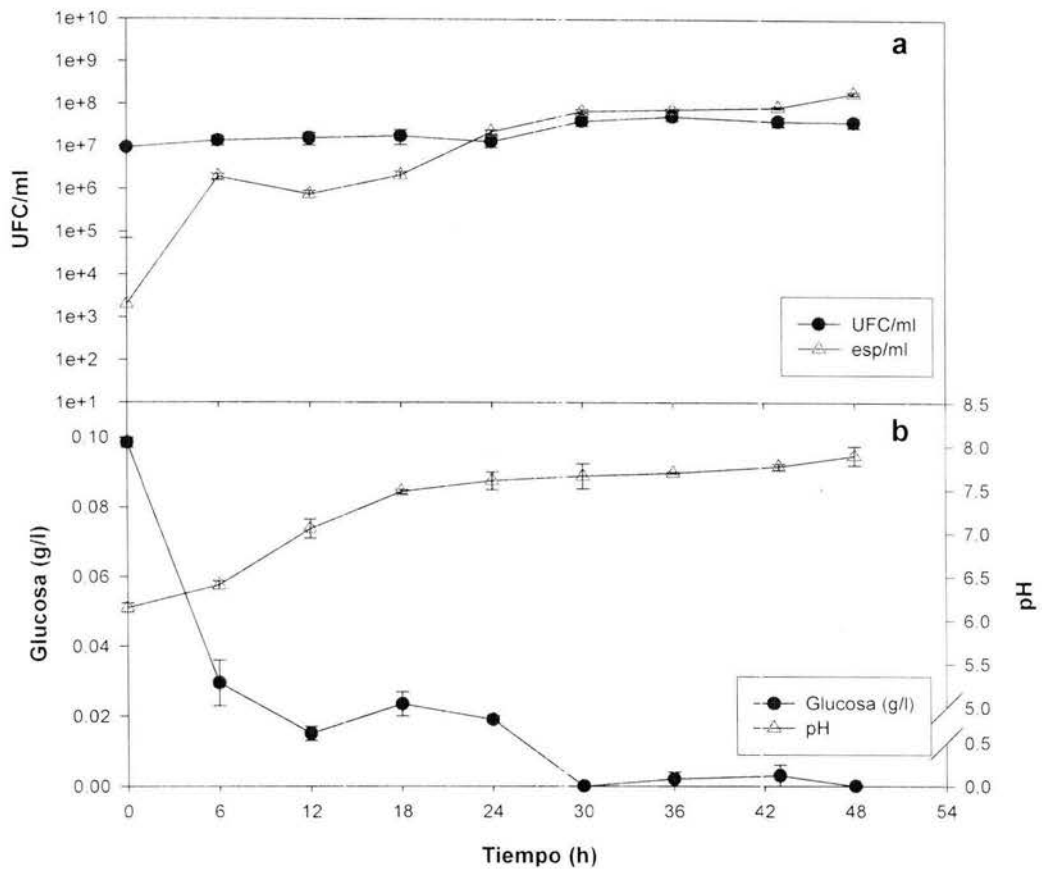 1e+10
1e+9
1e+8
1e+7
1e+6
1e+5
1e+4
1e+3
1e+2
1e+1
UFC/ml
a
UFC/ml
esp/ml
0.10
0.08
0.06
0.04
0.02
0.00
Glucosa (g/l)
b
8.5
8.0
7.5
7.0
6.5
6.0
5.5
5.0
0.5
0.0
pH
Glucosa (g/l)
pH
0 6 12 18 24 30 36 42 48 54
Tiempo (h)